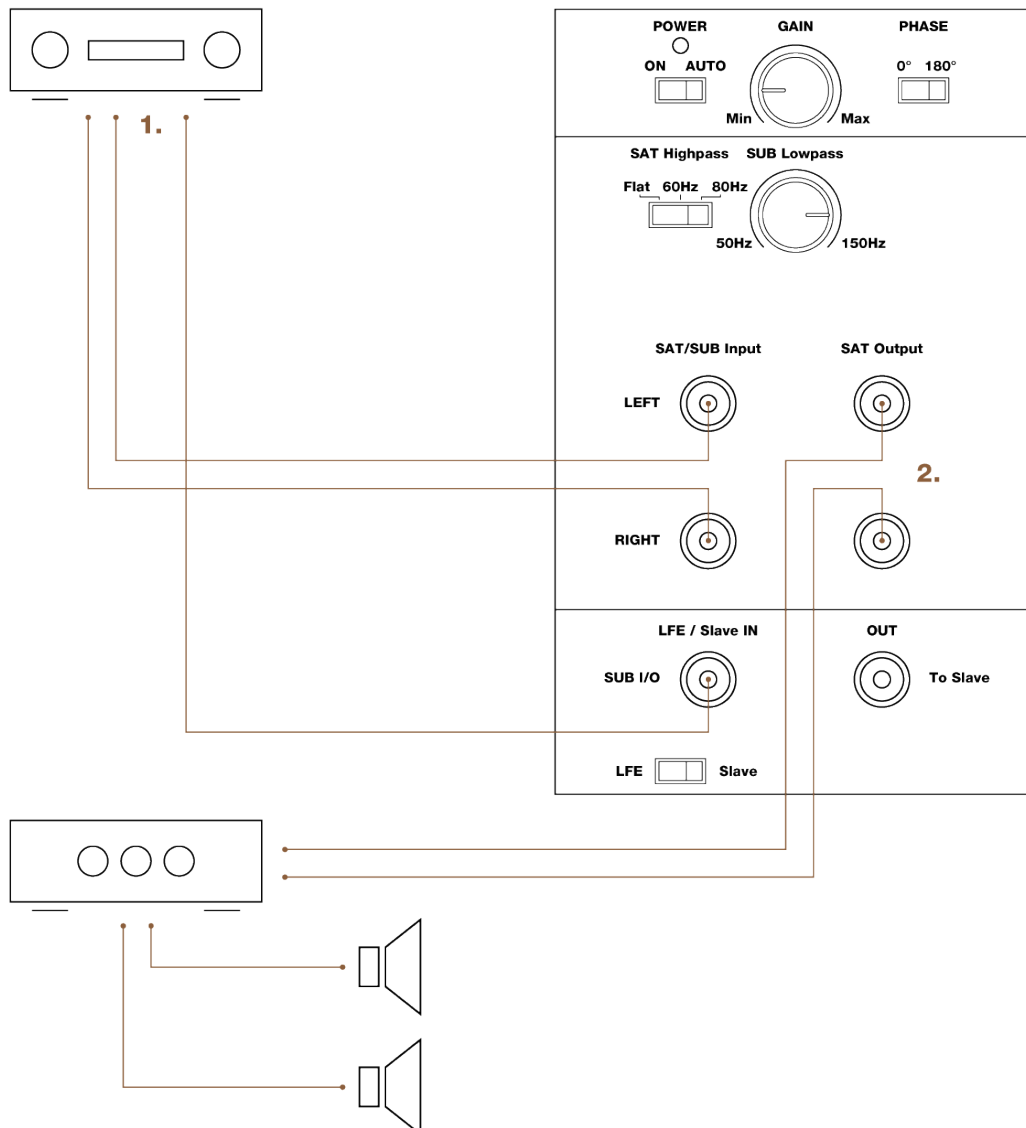 POWER GAIN PHASE
ON AUTO 0° 180°
Min Max
1.
SAT Highpass SUB Lowpass
Flat 60Hz 80Hz
50Hz 150Hz
SAT/SUB Input SAT Output
LEFT
2.
RIGHT
LFE / Slave IN OUT
SUB I/O To Slave
LFE Slave